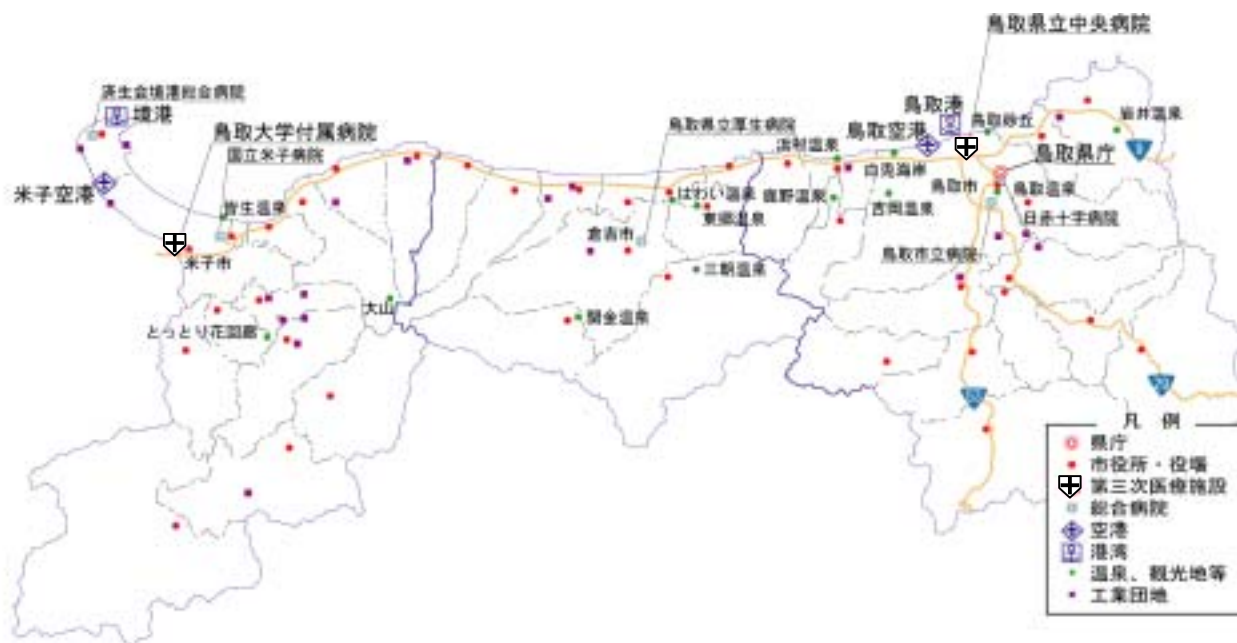 鳥取県立中央病院
済生会境港総合病院
境港
鳥取大学付属病院
国立米子病院
米子空港
皆生温泉
米子市
とっとり花回廊
大山
鳥取県立厚生病院
はわい温泉
東郷温泉
倉吉市
三朝温泉
関金温泉
浜村温泉
鹿野温泉
鳥取港
鳥取空港
白兎海岸
吉岡温泉
鳥取砂丘
岩井温泉
9
鳥取県庁
鳥取市
鳥取温泉
日赤十字病院
鳥取市立病院
53
29
凡 例
県庁
市役所・役場
第三次医療施設
総合病院
空港
港湾
温泉、観光地等
工業団地